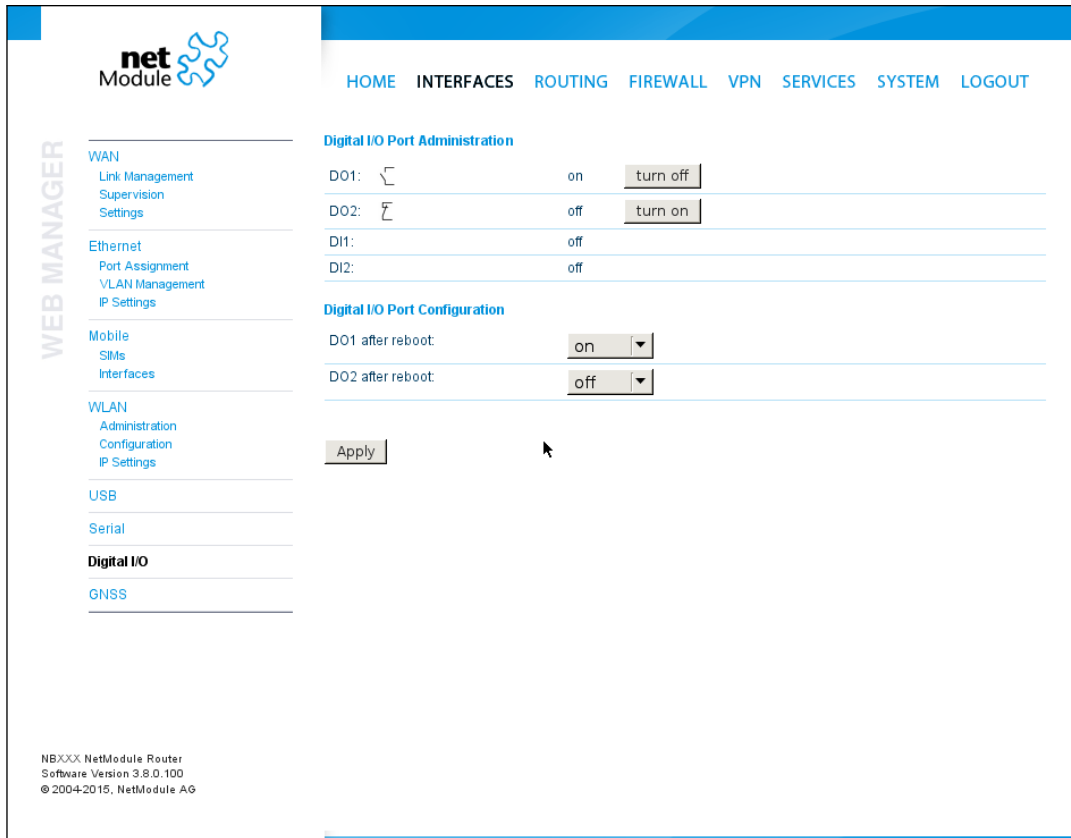 net
Module
HOME INTERFACES ROUTING FIREWALL VPN SERVICES SYSTEM LOGOUT
WEB MANAGER
WAN
Link Management
Supervision
Settings
Ethernet
Port Assignment
VLAN Management
IP Settings
Mobile
SIMs
Interfaces
WLAN
Administration
Configuration
IP Settings
USB
Serial
Digital I/O
GNSS
Digital I/O Port Administration
DO1: on turn off
DO2: off turn on
DI1: off
DI2: off
Digital I/O Port Configuration
DO1 after reboot: on
DO2 after reboot: off
Apply
NBXXX NetModule Router
Software Version 3.8.0.100
© 2004-2015, NetModule AG